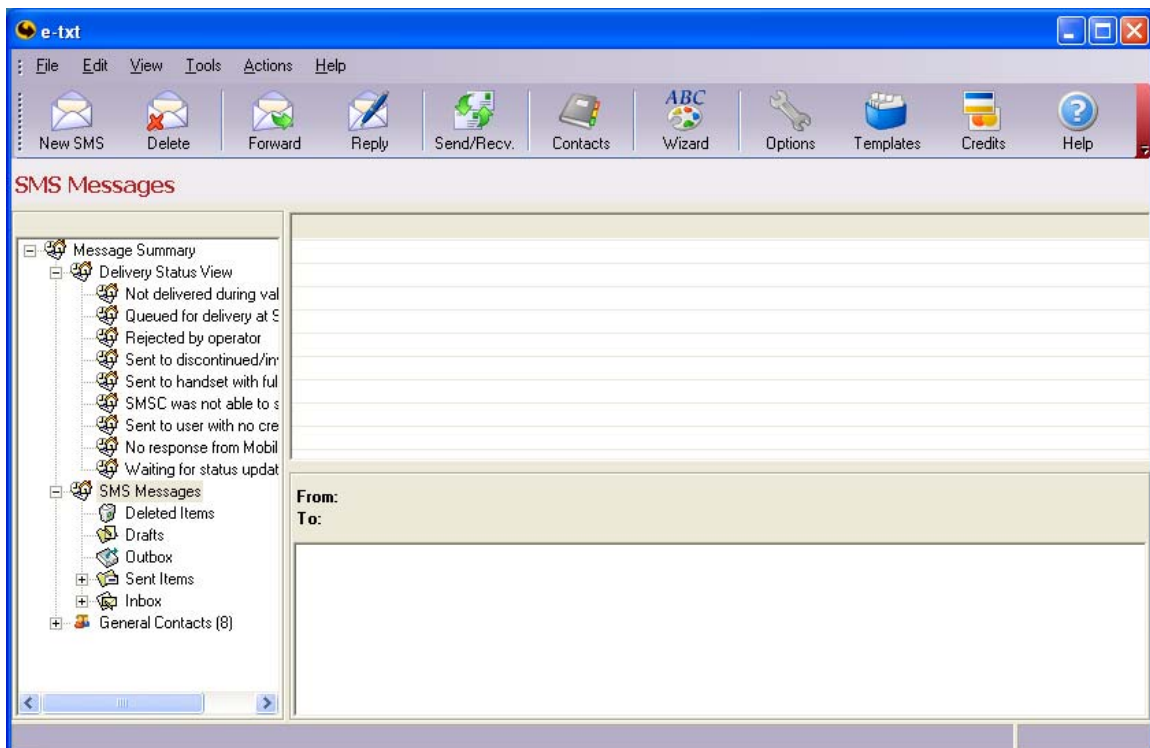 e-txt
File Edit View Tools Actions Help
New SMS Delete Forward Reply Send/Recv. Contacts ABC Wizard Options Templates Credits Help
SMS Messages
Message Summary
Delivery Status View
Not delivered during val
Queued for delivery at S
Rejected by operator
Sent to discontinued/in
Sent to handset with ful
SMSC was not able to s
Sent to user with no cre
No response from Mobil
Waiting for status updat
SMS Messages
Deleted Items
Drafts
Outbox
Sent Items
Inbox
General Contacts (8)
From:
To: